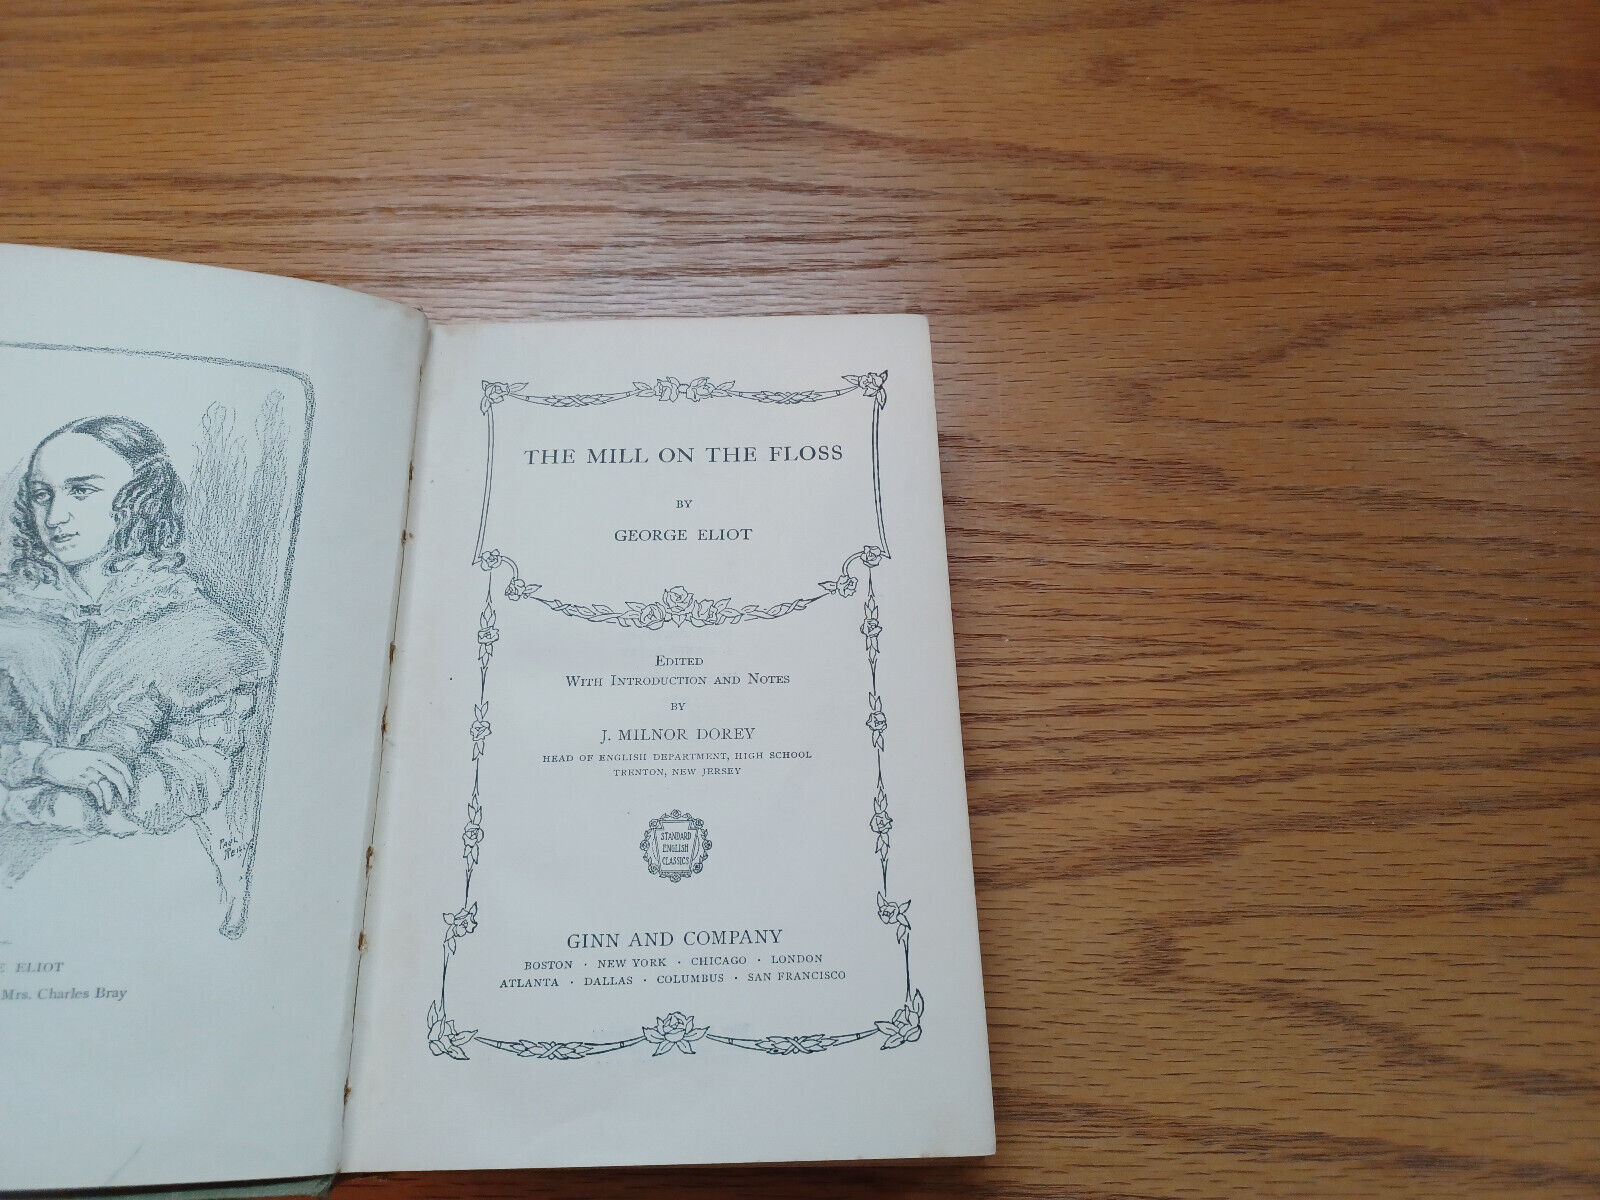 PAUL
E ELIOT
Mrs. Charles Bray
THE MILL ON THE FLOSS
BY
GEORGE ELIOT
EDITED
WITH INTRODUCTION AND NOTES
BY
J. MILNOR DOREY
HEAD OF ENGLISH DEPARTMENT, HIGH SCHOOL
TRENTON, NEW JERSEY
STANDARD
ENGLISH
CLASSICS
GINN AND COMPANY
BOSTON · NEW YORK · CHICAGO · LONDON
ATLANTA · DALLAS · COLUMBUS · SAN FRANCISCO